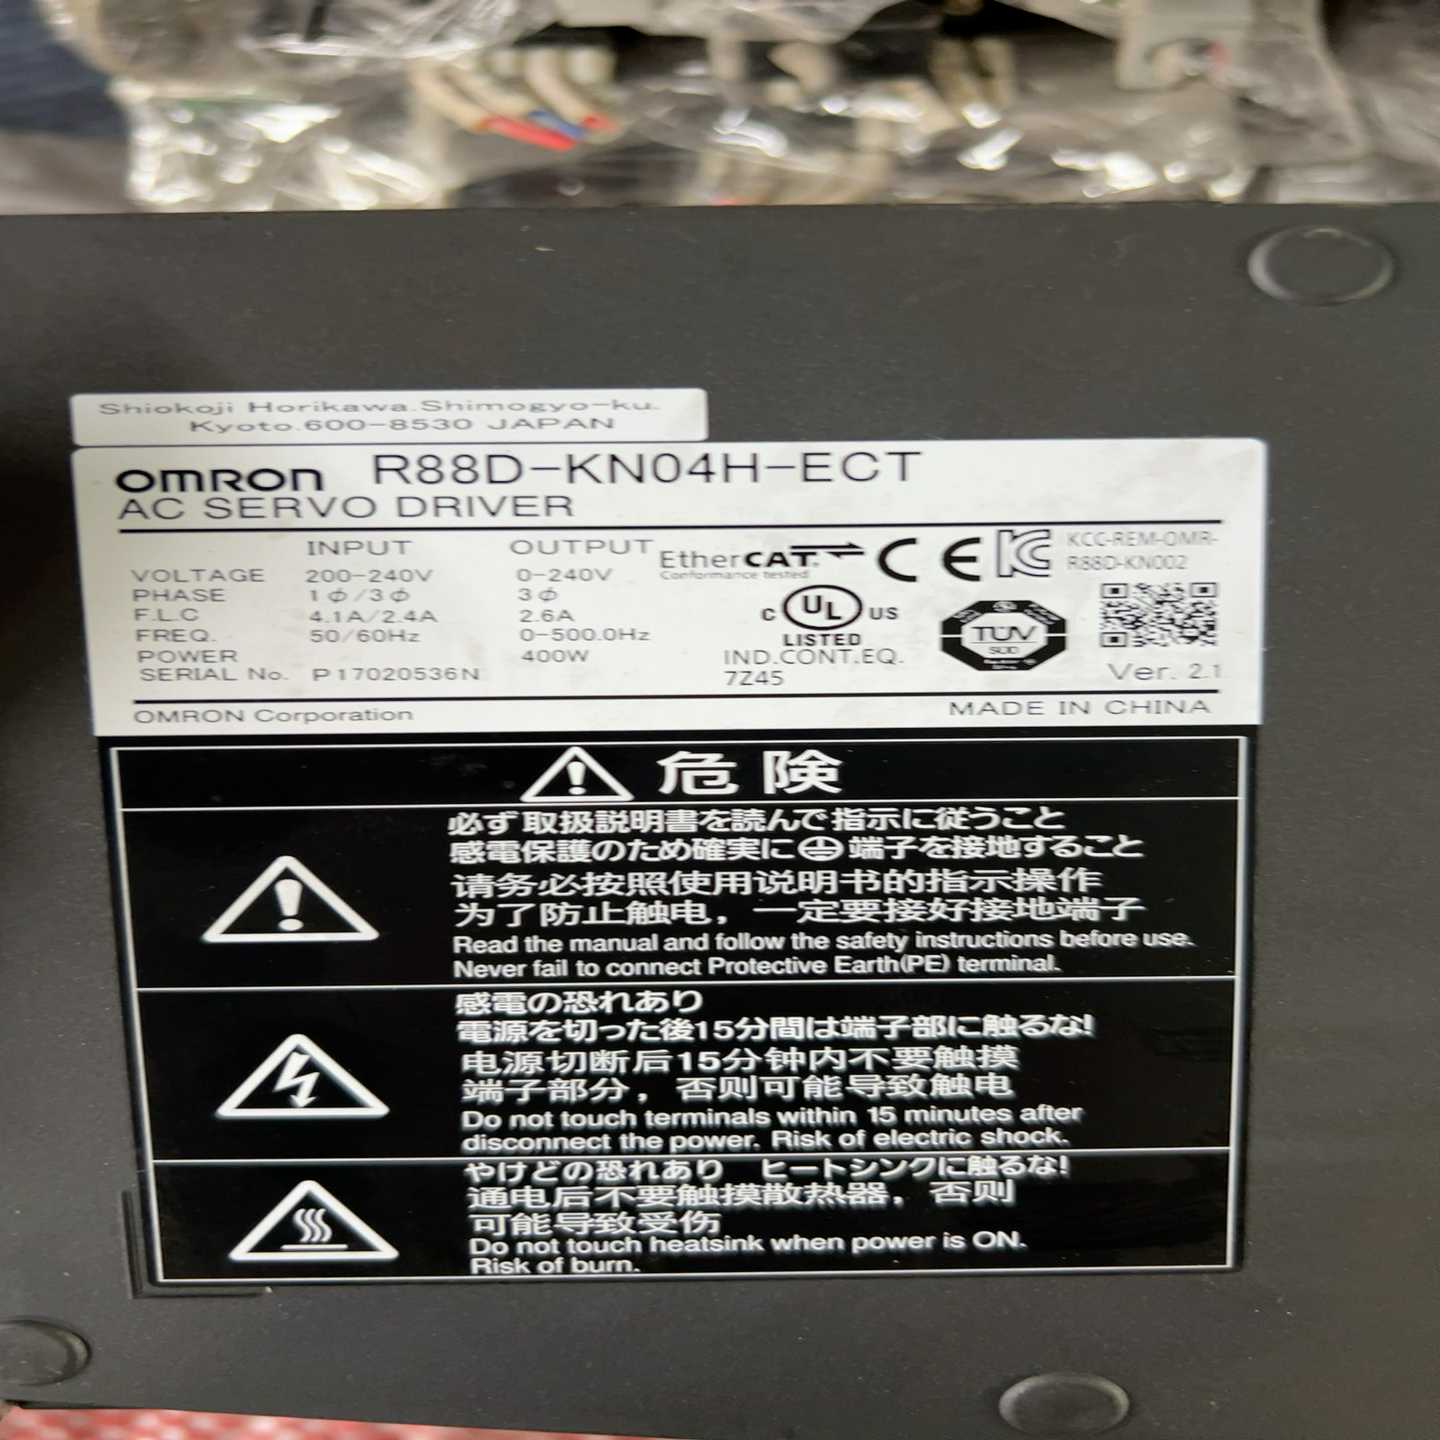 Shiokoji Horikawa.Shimogyo-ku.
Kyoto.600-8530 JAPAN
OMRON R88D-KN04H-ECT
AC SERVO DRIVER
INPUT OUTPUT
VOLTAGE 200-240V 0-240V
PHASE 1φ/3φ 3φ
F.L.C 4.1A/2.4A 2.6A
FREQ. 50/60Hz 0-500.0Hz
POWER 400W
SERIAL No. P17020536N
EtherCAT®
Conformance tested
CE
KCC-REM-OMR-
R88D-KN002
C UL US
LISTED
IND.CONT.EQ.
7Z45
TÜV
SÜD
Ver. 2.1
OMRON Corporation MADE IN CHINA
危険
必ず取扱説明書を読んで指示に従うこと
感電保護のため確実に⏚端子を接地すること
请务必按照使用说明书的指示操作
为了防止触电，一定要接好接地端子
Read the manual and follow the safety instructions before use.
Never fail to connect Protective Earth(PE) terminal.
感電の恐れあり
電源を切った後15分間は端子部に触るな!
电源切断后15分钟内不要触摸
端子部分，否则可能导致触电
Do not touch terminals within 15 minutes after
disconnect the power. Risk of electric shock.
やけどの恐れあり ヒートシンクに触るな!
通电后不要触摸散热器，否则
可能导致受伤
Do not touch heatsink when power is ON.
Risk of burn.